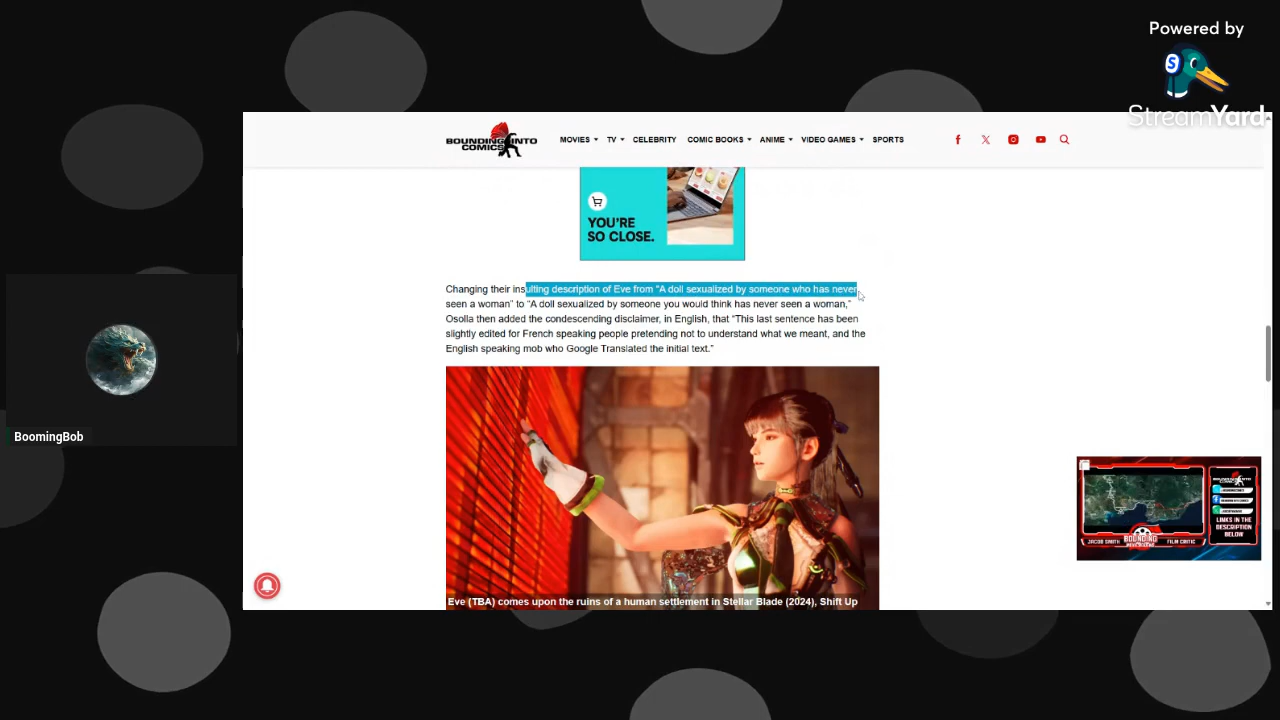 Powered by
StreamYard
BOUNDING INTO
COMICS
MOVIES TV CELEBRITY COMIC BOOKS ANIME VIDEO GAMES SPORTS
YOU'RE
SO CLOSE.
Changing their insulting description of Eve from "A doll sexualized by someone who has never
seen a woman" to "A doll sexualized by someone you would think has never seen a woman,"
Osolla then added the condescending disclaimer, in English, that "This last sentence has been
slightly edited for French speaking people pretending not to understand what we meant, and the
English speaking mob who Google Translated the initial text."
BoomingBob
LINKS IN THE
DESCRIPTION
BELOW
JACOB SMITH
FILM CRITIC
Eve (TBA) comes upon the ruins of a human settlement in Stellar Blade (2024), Shift Up